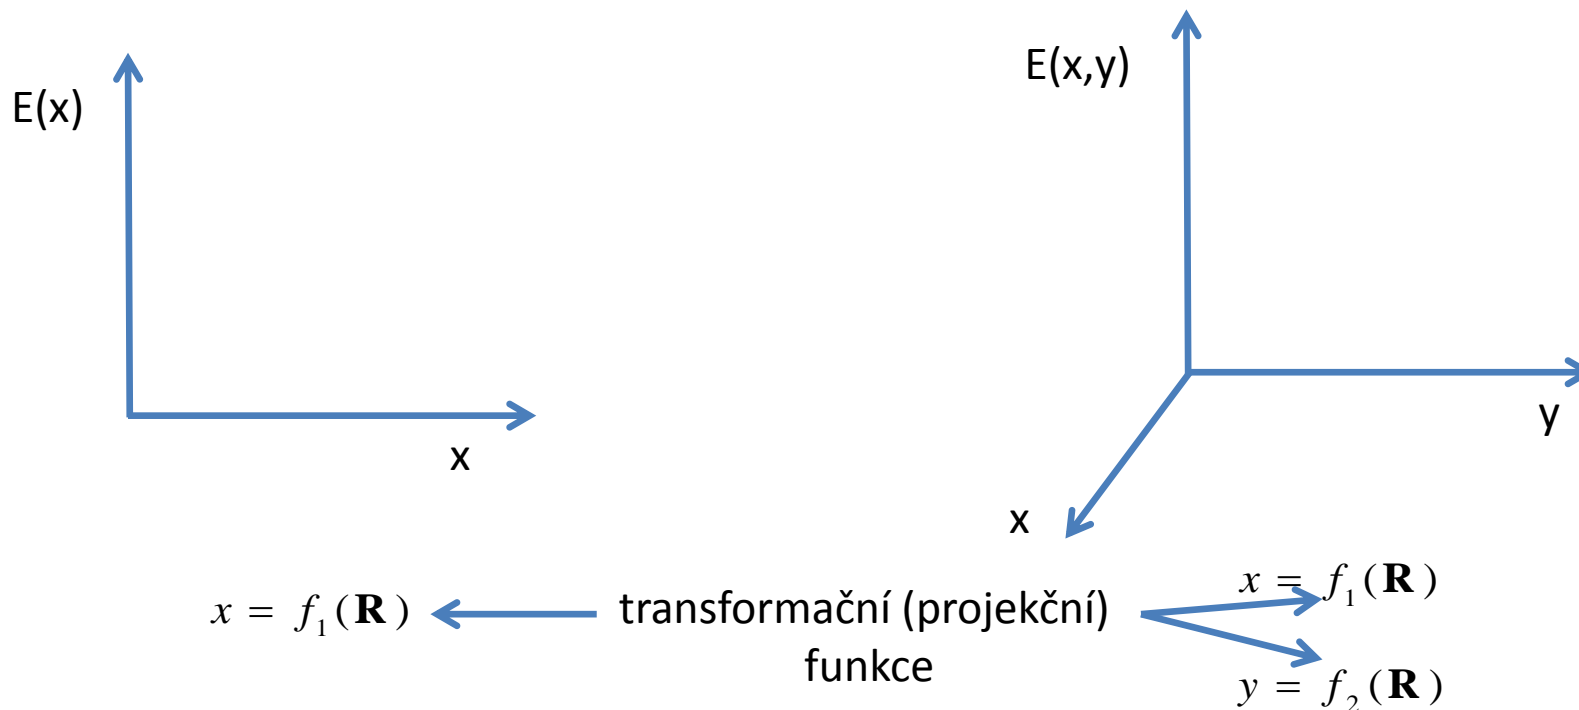 E(x)
x
E(x,y)
y
x
x = f₁(R)
transformační (projekční)
funkce
x = f₁(R)
y = f₂(R)